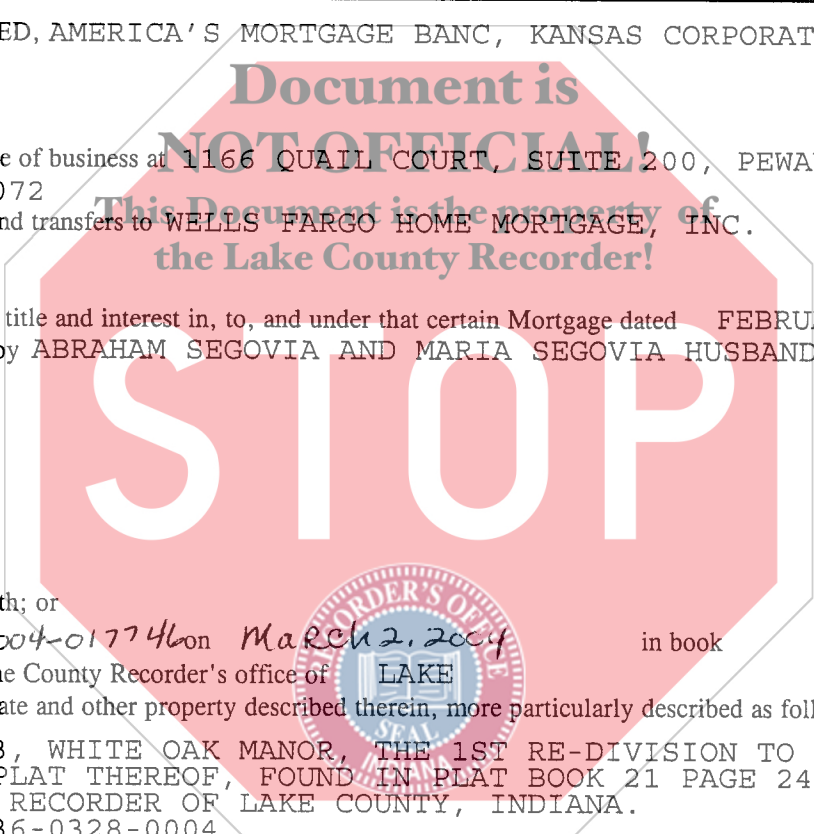 ED, AMERICA'S MORTGAGE BANC, KANSAS CORPORAT
Document is
NOT OFFICIAL!
e of business at 1166 QUAIL COURT, SUITE 200, PEWA
072
This Document is the property of
nd transfers to WELLS FARGO HOME MORTGAGE, INC.
the Lake County Recorder!
title and interest in, to, and under that certain Mortgage dated FEBRU
by ABRAHAM SEGOVIA AND MARIA SEGOVIA HUSBAND
STOP
th; or
RECORDER'S OFFICE
004-017746 on March 2, 2004 in book
e County Recorder's office of LAKE
ate and other property described therein, more particularly described as foll
SEAL
INDIANA
, WHITE OAK MANOR, THE 1ST RE-DIVISION TO
PLAT THEREOF, FOUND IN PLAT BOOK 21 PAGE 24
RECORDER OF LAKE COUNTY, INDIANA.
36-0328-0004